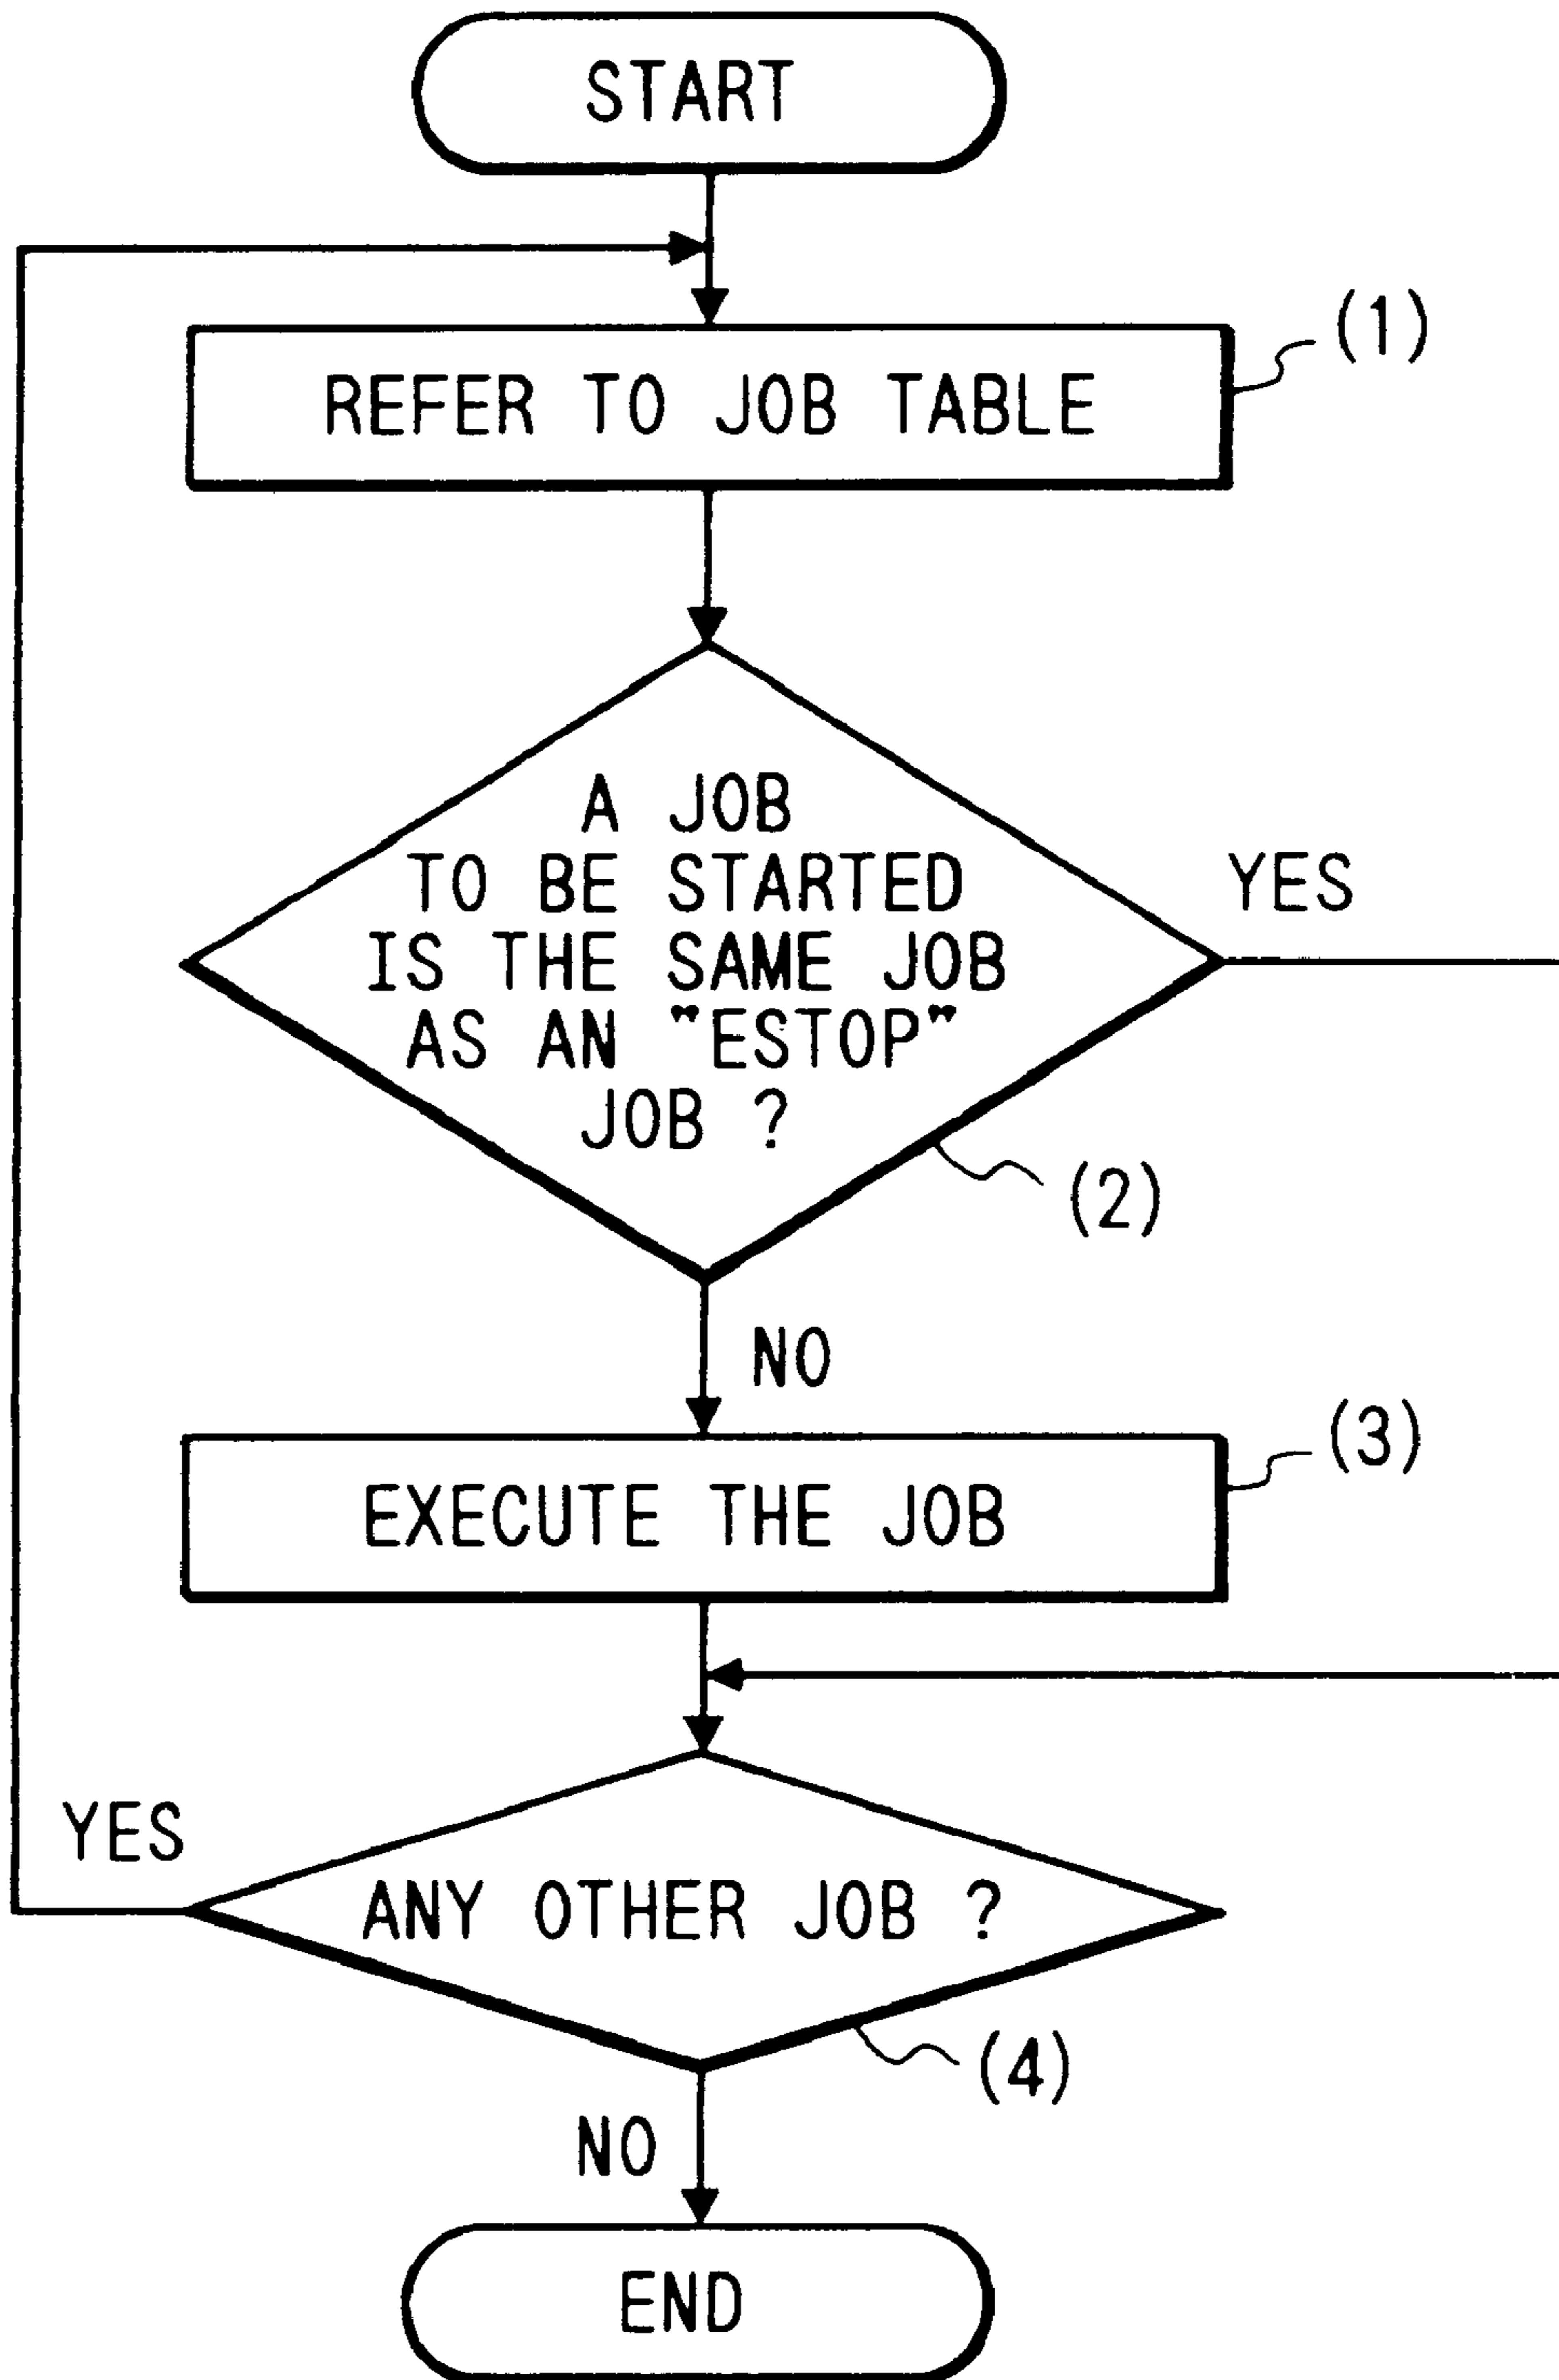 START
(1)
REFER TO JOB TABLE
A JOB
TO BE STARTED
IS THE SAME JOB
AS AN "ESTOP"
JOB ?
YES
(2)
NO
(3)
EXECUTE THE JOB
YES
ANY OTHER JOB ?
(4)
NO
END